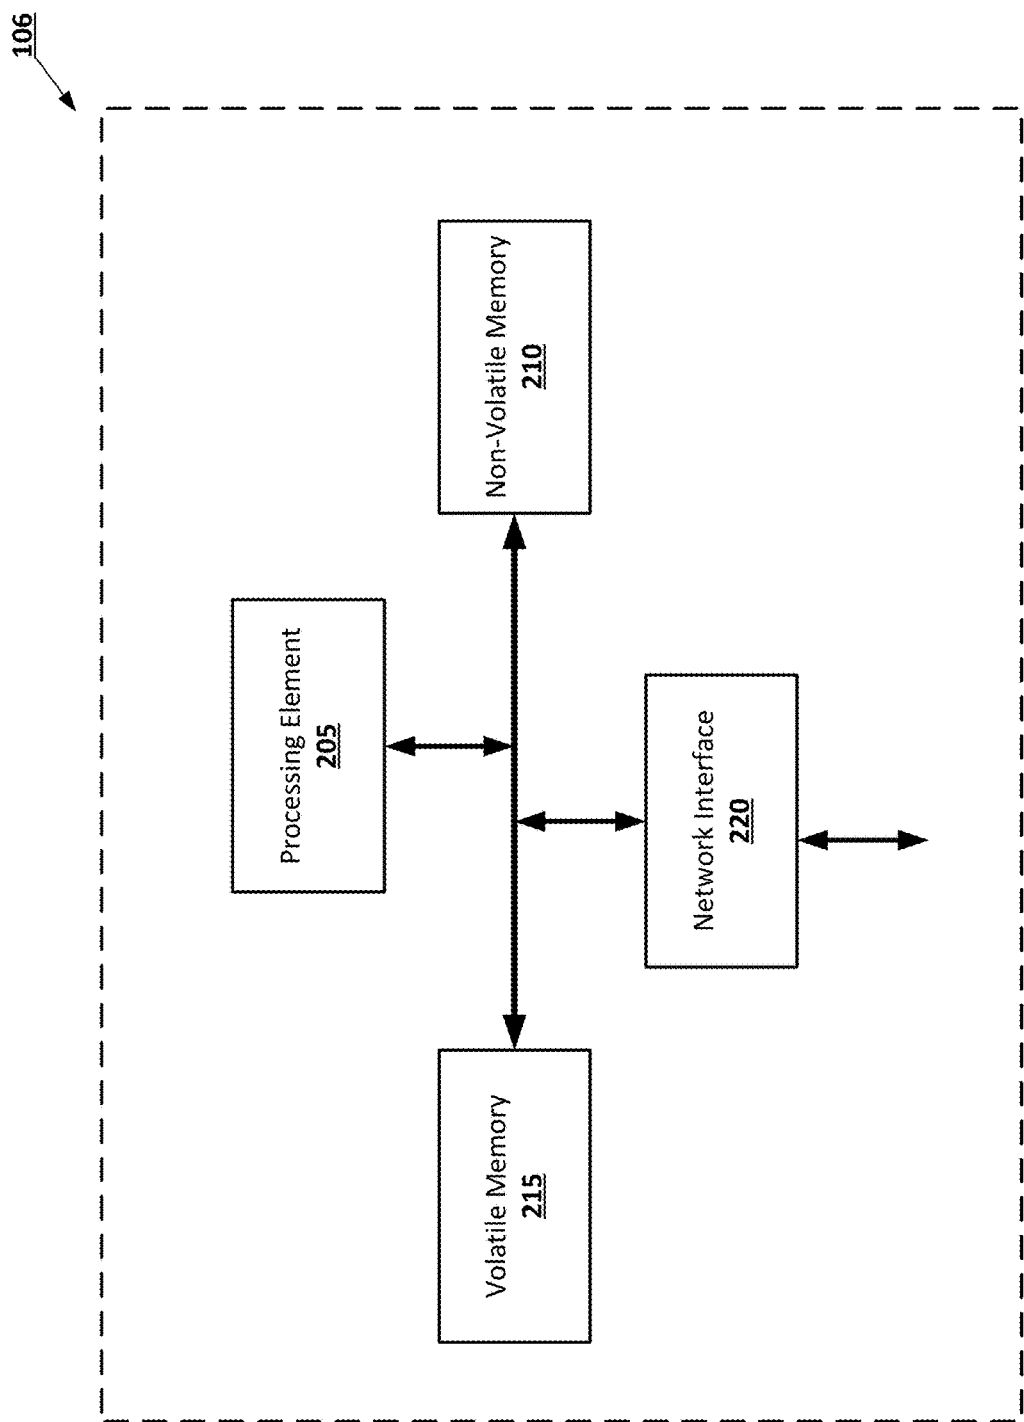 106
Processing Element
205
Volatile Memory
215
Non-Volatile Memory
210
Network Interface
220